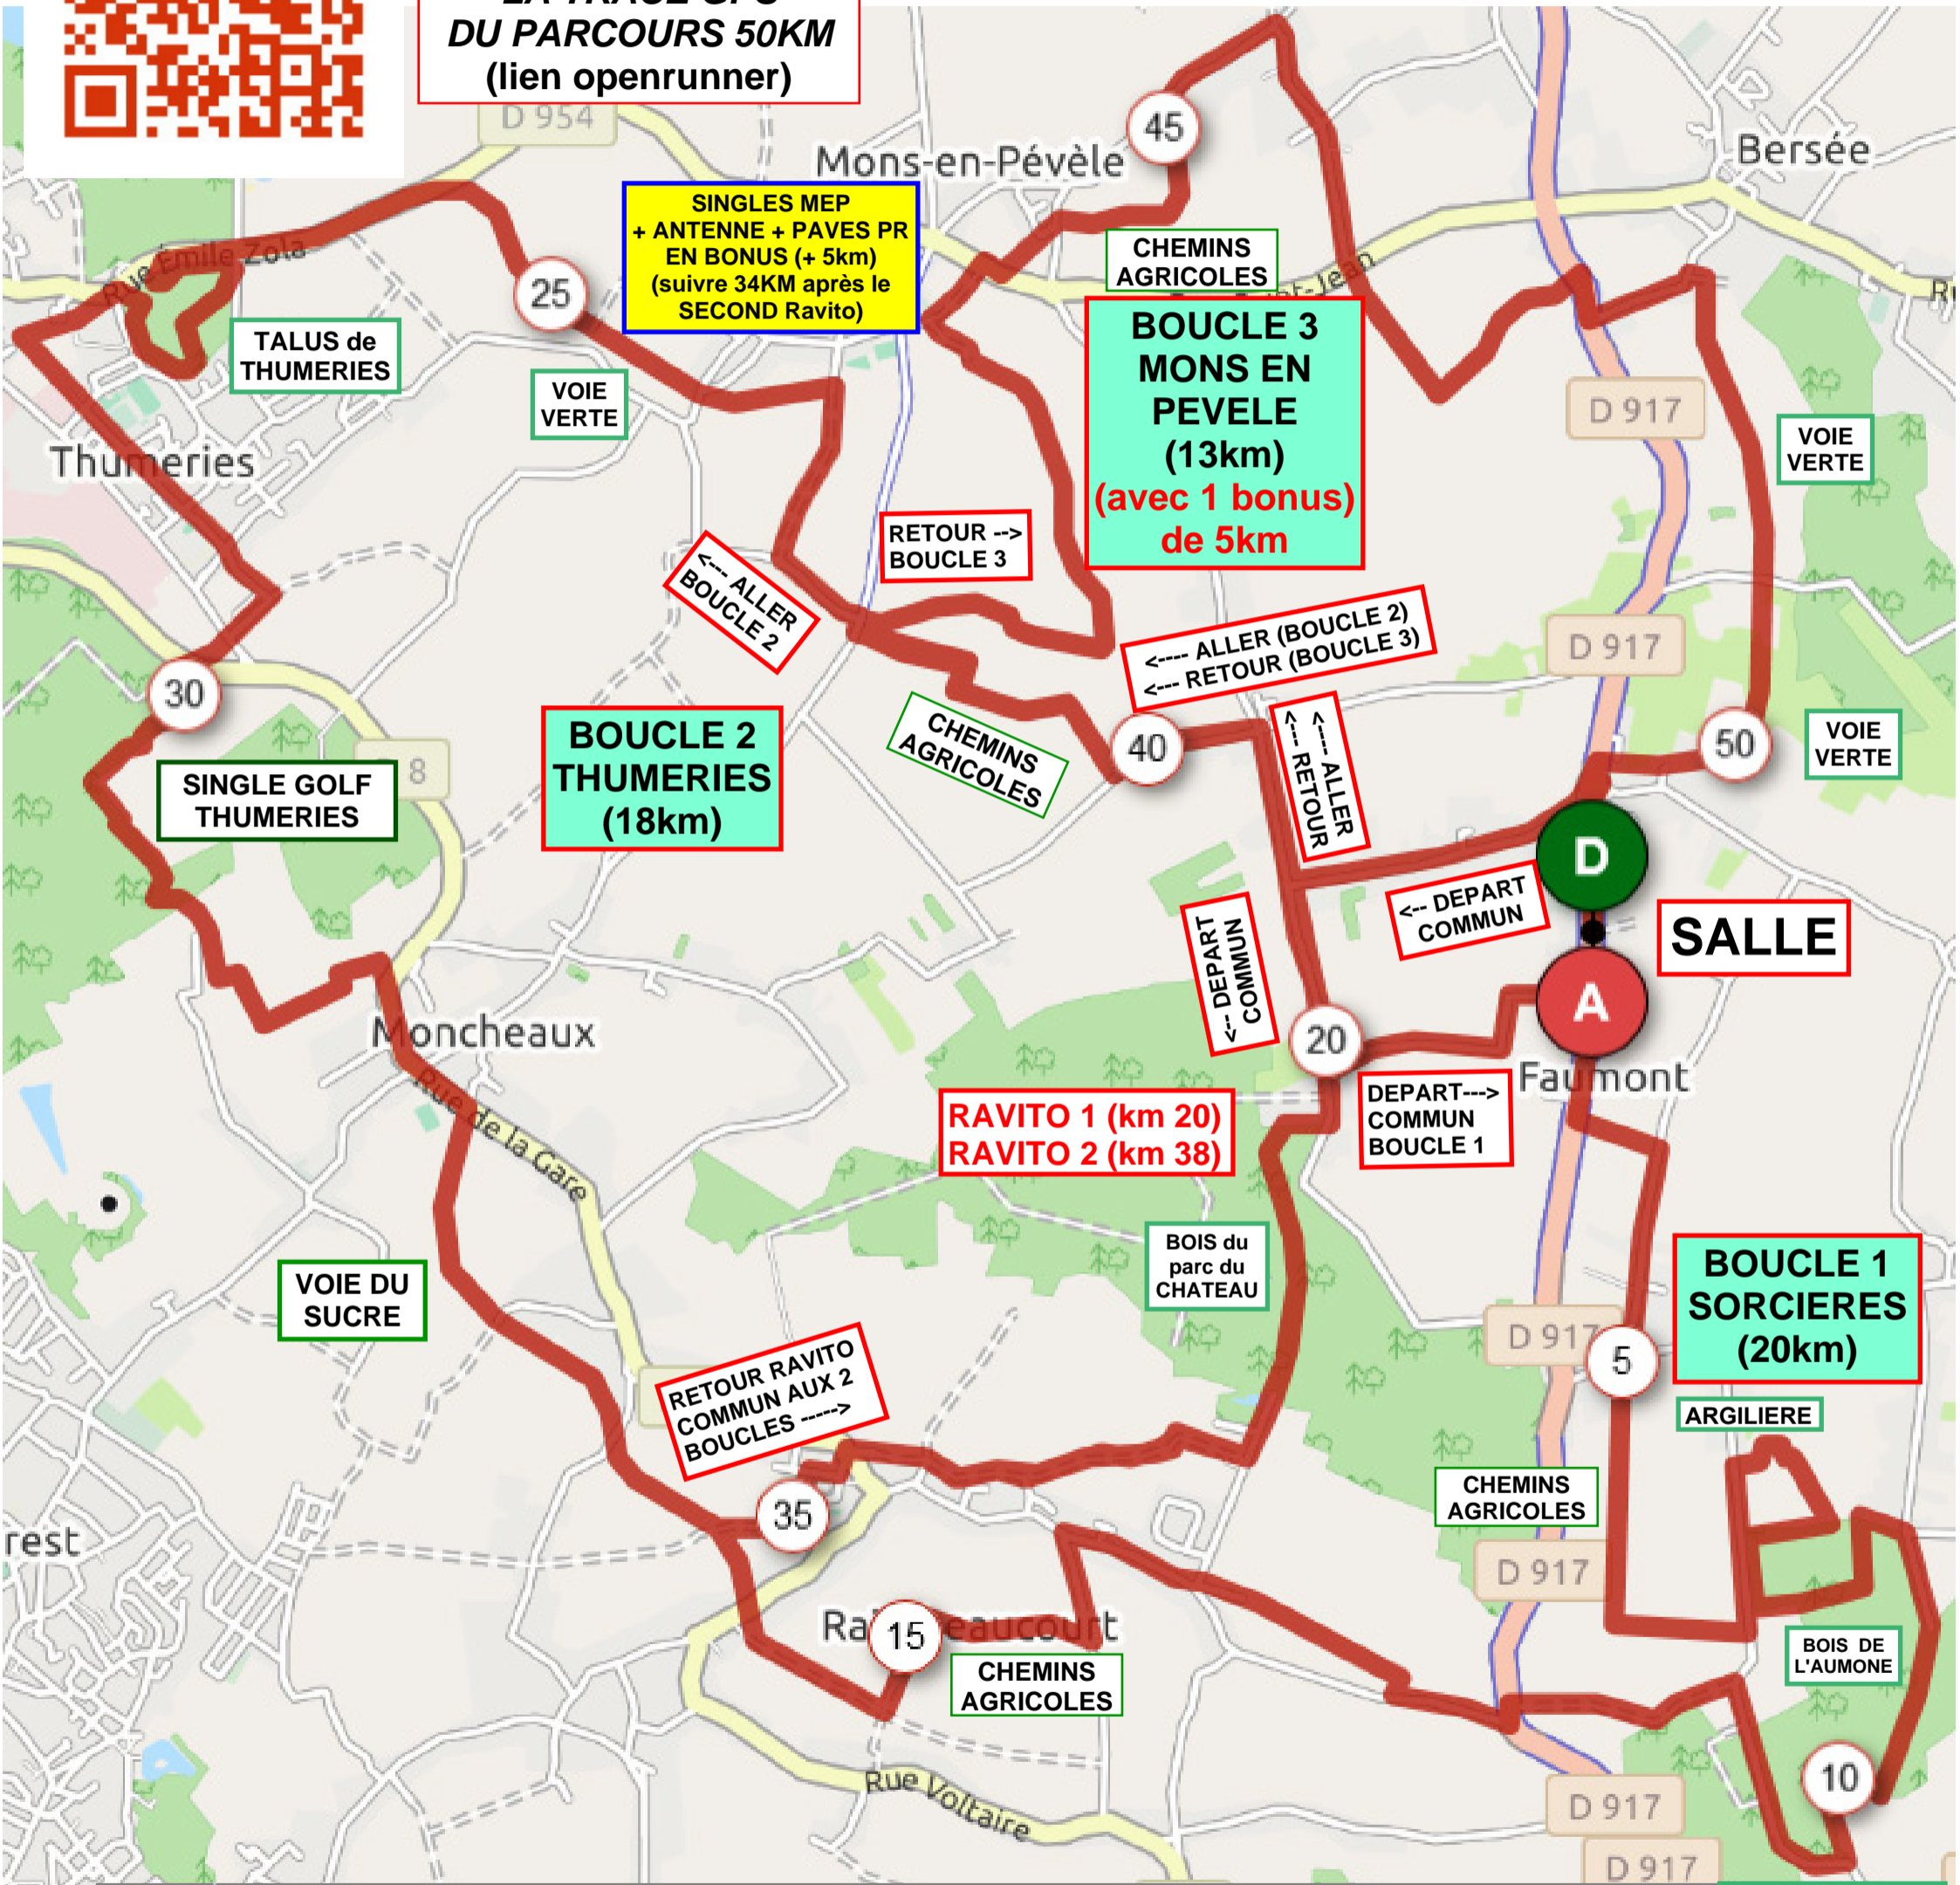 DU PARCOURS 50KM
(lien openrunner)
D 954
45
Mons-en-Pévèle
Bersée
SINGLES MEP
+ ANTENNE + PAVES PR
EN BONUS (+ 5km)
(suivre 34KM après le
SECOND Ravito)
CHEMINS
AGRICOLES
Rue Émile Zola
25
TALUS de
THUMERIES
VOIE
VERTE
BOUCLE 3
MONS EN
PEVELE
(13km)
(avec 1 bonus)
de 5km
D 917
VOIE
VERTE
Thumeries
RETOUR -->
BOUCLE 3
<--- ALLER
BOUCLE 2
<---- ALLER (BOUCLE 2)
<--- RETOUR (BOUCLE 3)
D 917
30
BOUCLE 2
THUMERIES
(18km)
CHEMINS
AGRICOLES
40
<---- ALLER
<--- RETOUR
50
VOIE
VERTE
SINGLE GOLF
THUMERIES
8
D
<-- DEPART
COMMUN
<-- DEPART
COMMUN
SALLE
A
20
Moncheaux
Faumont
Rue de la Gare
RAVITO 1 (km 20)
RAVITO 2 (km 38)
DEPART--->
COMMUN
BOUCLE 1
BOIS du
parc du
CHATEAU
VOIE DU
SUCRE
BOUCLE 1
SORCIERES
(20km)
D 917
5
RETOUR RAVITO
COMMUN AUX 2
BOUCLES ----->
ARGILIERE
CHEMINS
AGRICOLES
35
rest
D 917
15
CHEMINS
AGRICOLES
BOIS DE
L'AUMONE
Rue Voltaire
10
D 917
D 917